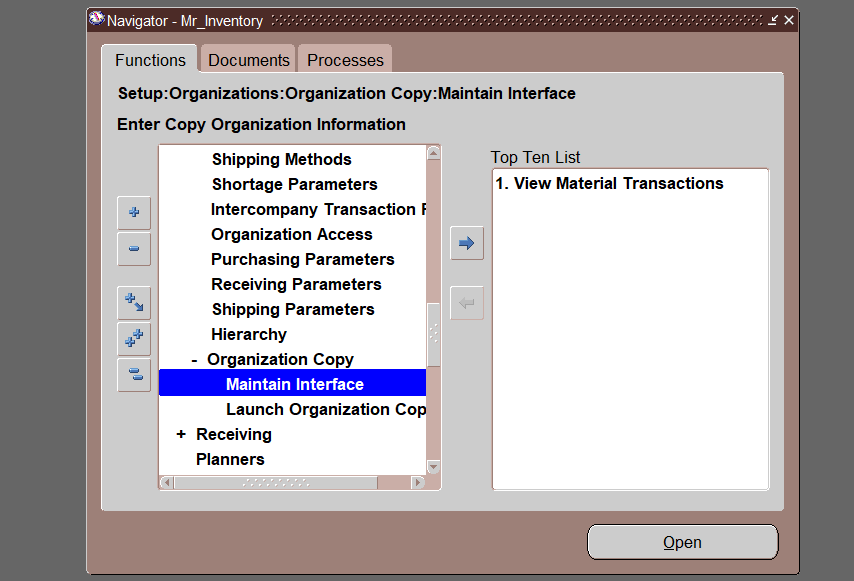 Navigator - Mr_Inventory
Functions
Documents
Processes
Setup:Organizations:Organization Copy:Maintain Interface
Enter Copy Organization Information
Shipping Methods
Shortage Parameters
Intercompany Transaction
Organization Access
Purchasing Parameters
Receiving Parameters
Shipping Parameters
Hierarchy
- Organization Copy
Maintain Interface
Launch Organization Cop
+ Receiving
Planners
Top Ten List
1. View Material Transactions
Open